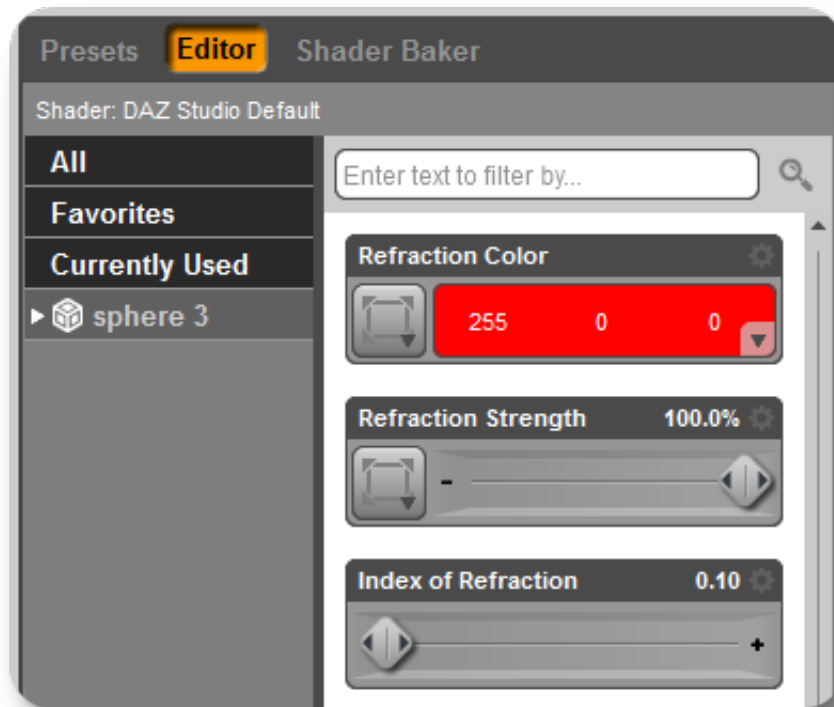 Presets Editor Shader Baker
Shader: DAZ Studio Default
All
Favorites
Currently Used
sphere 3
Enter text to filter by...
Refraction Color
255 0 0
Refraction Strength 100.0%
-
Index of Refraction 0.10
+